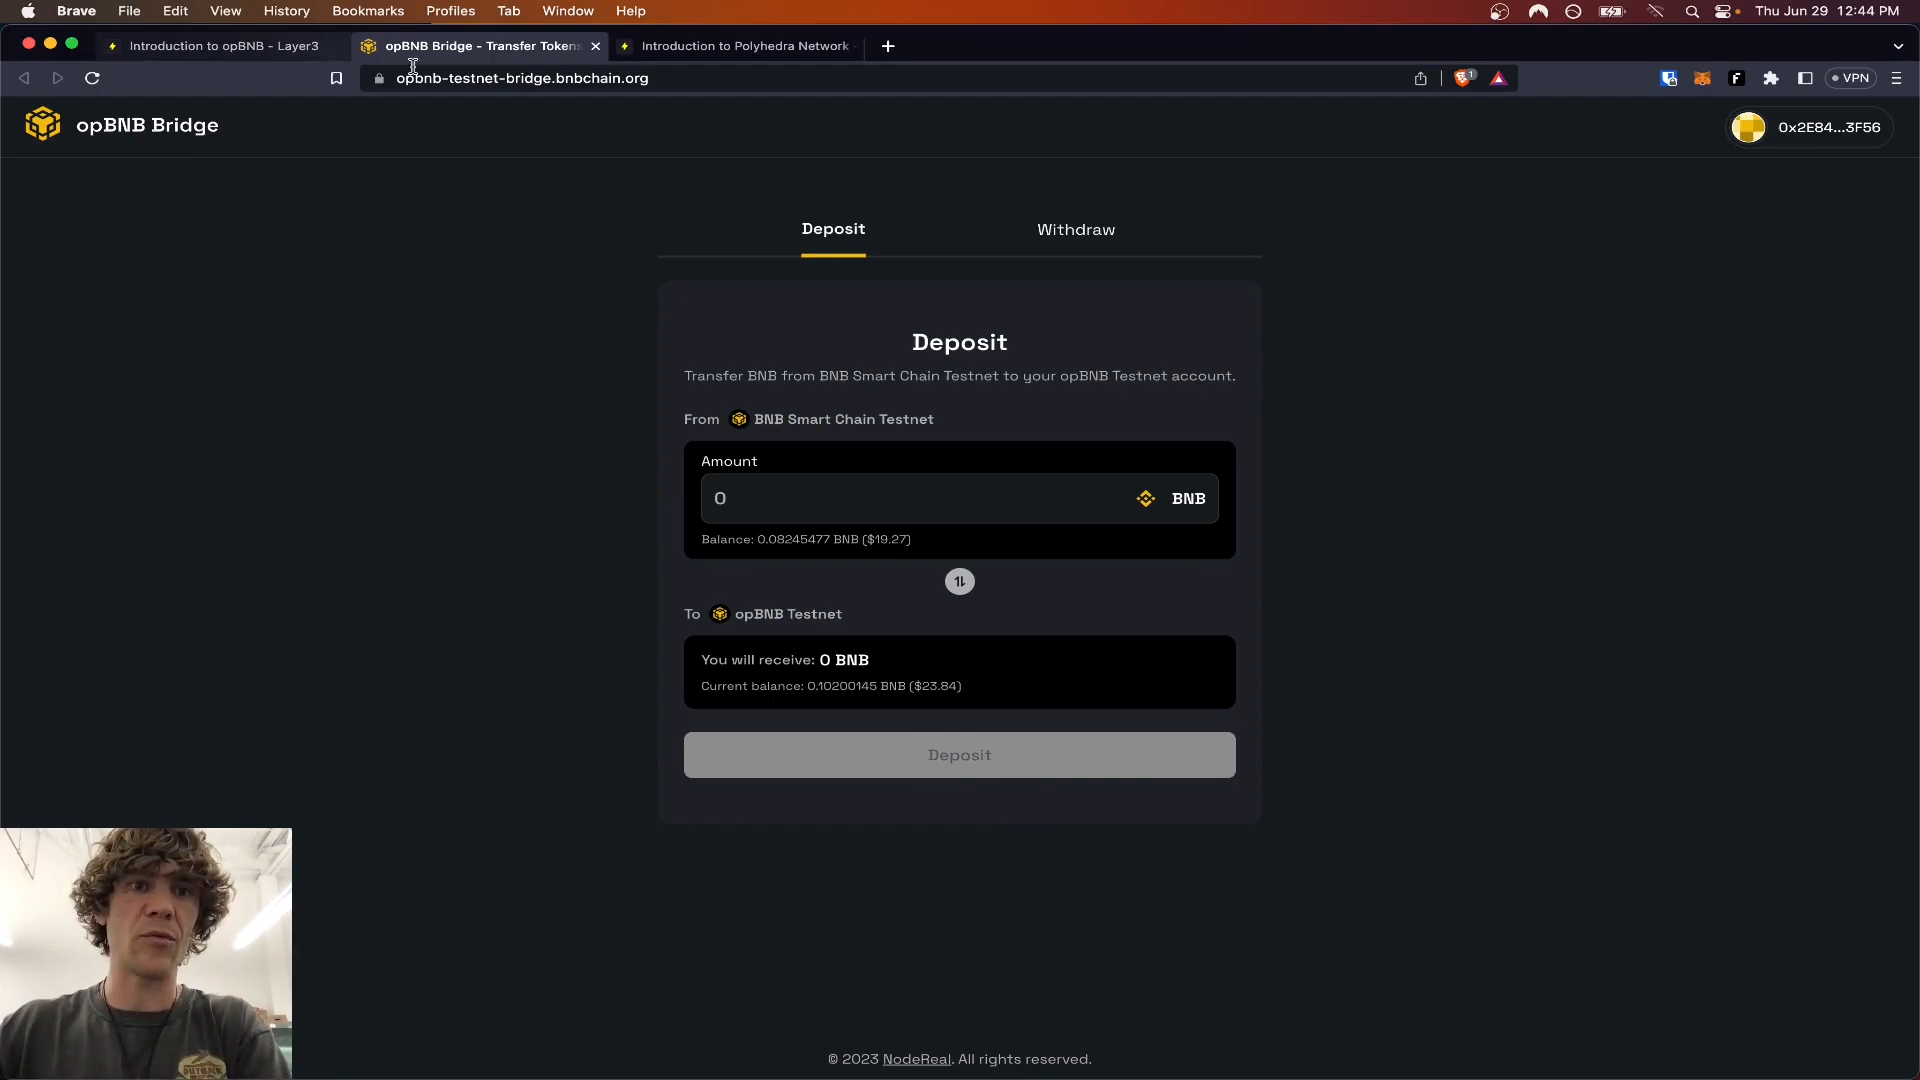 Brave File Edit View History Bookmarks Profiles Tab Window Help Thu Jun 29 12:44 PM
Introduction to opBNB - Layer3 opBNB Bridge - Transfer Tokens Introduction to Polyhedra Network
opbnb-testnet-bridge.bnbchain.org 1 F VPN
opBNB Bridge 0x2E84...3F56
Deposit Withdraw
Deposit
Transfer BNB from BNB Smart Chain Testnet to your opBNB Testnet account.
From BNB Smart Chain Testnet
Amount
0 BNB
Balance: 0.08245477 BNB ($19.27)
To opBNB Testnet
You will receive: 0 BNB
Current balance: 0.10200145 BNB ($23.84)
Deposit
© 2023 NodeReal. All rights reserved.